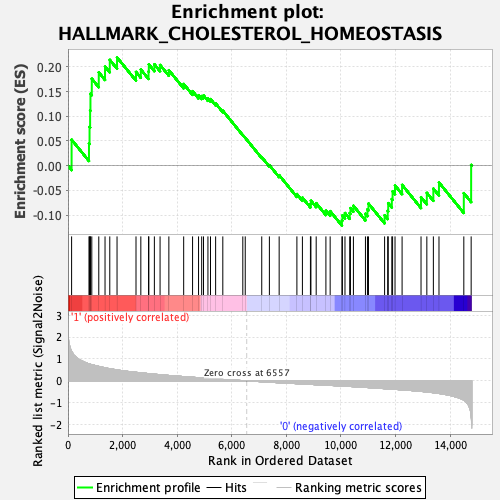 Enrichment plot:
HALLMARK_CHOLESTEROL_HOMEOSTASIS
Enrichment score (ES)
0.20
0.15
0.10
0.05
0.00
-0.05
-0.10
'1' (positively correlated)
Ranked list metric (Signal2Noise)
3
2
1
0
-1
-2
Zero cross at 6557
'0' (negatively correlated)
0
2,000
4,000
6,000
8,000
10,000
12,000
14,000
Rank in Ordered Dataset
Enrichment profile
Hits
Ranking metric scores